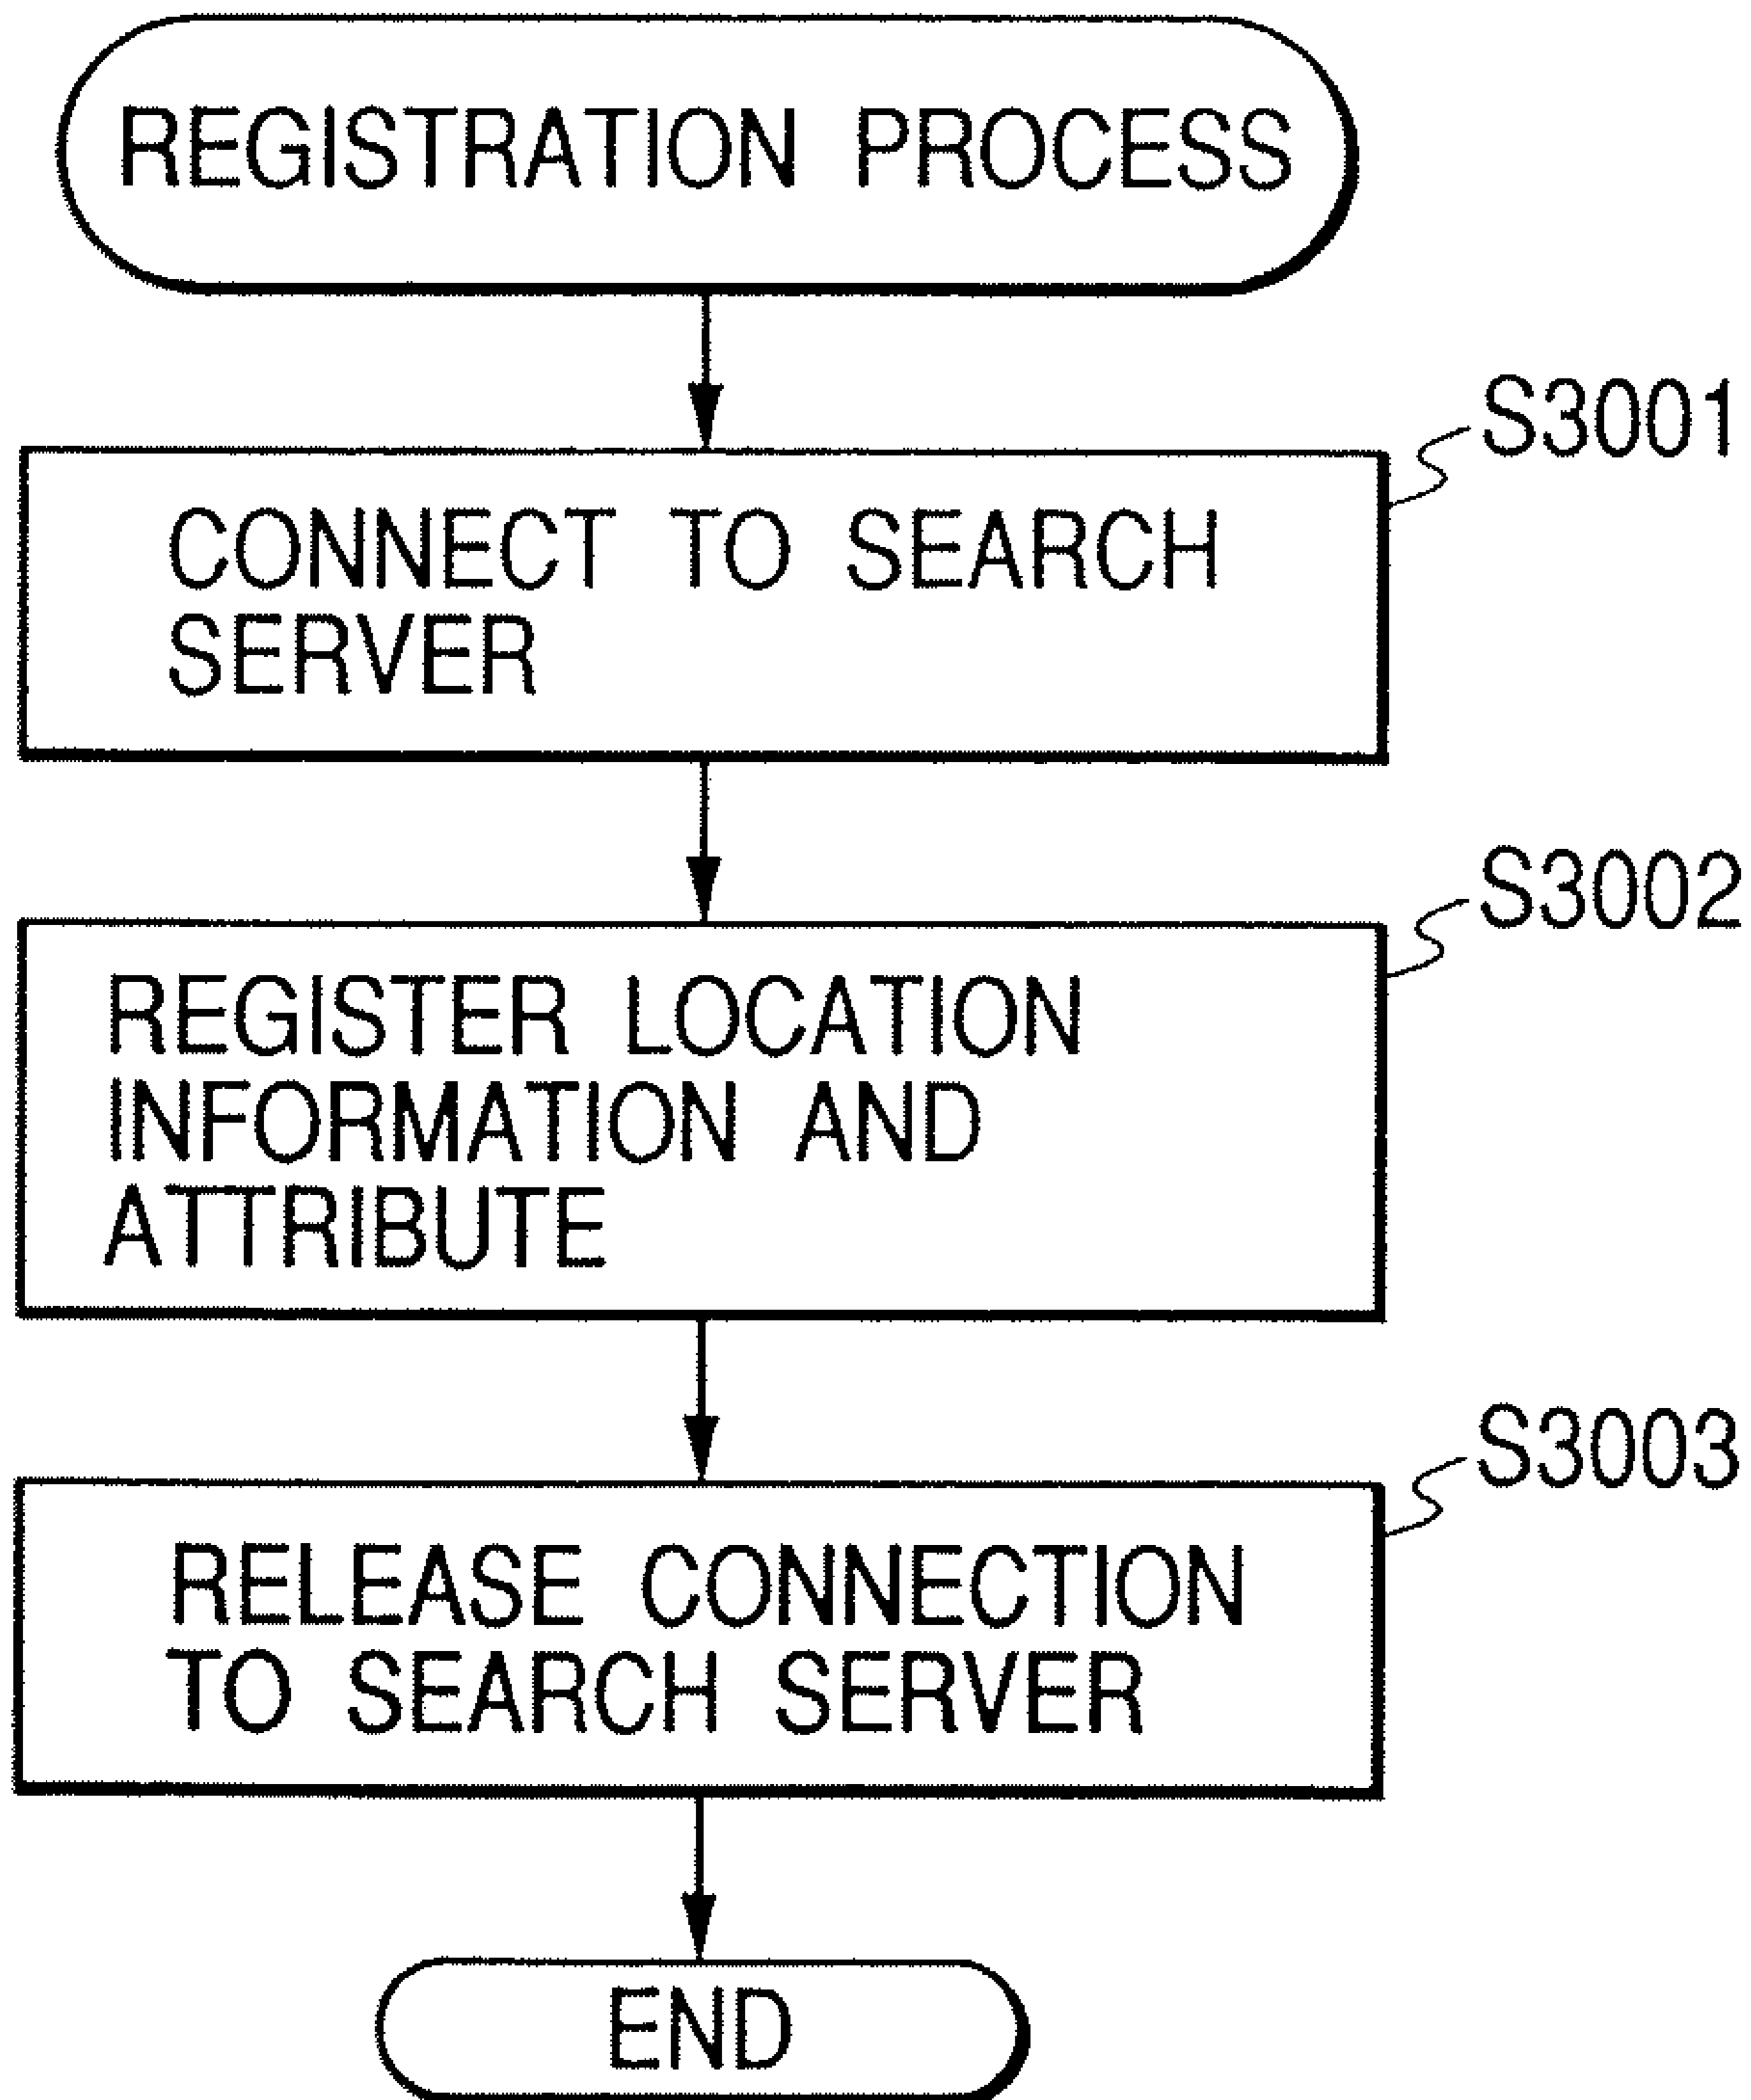 REGISTRATION PROCESS
S3001
CONNECT TO SEARCH
SERVER
S3002
REGISTER LOCATION
INFORMATION AND
ATTRIBUTE
S3003
RELEASE CONNECTION
TO SEARCH SERVER
END